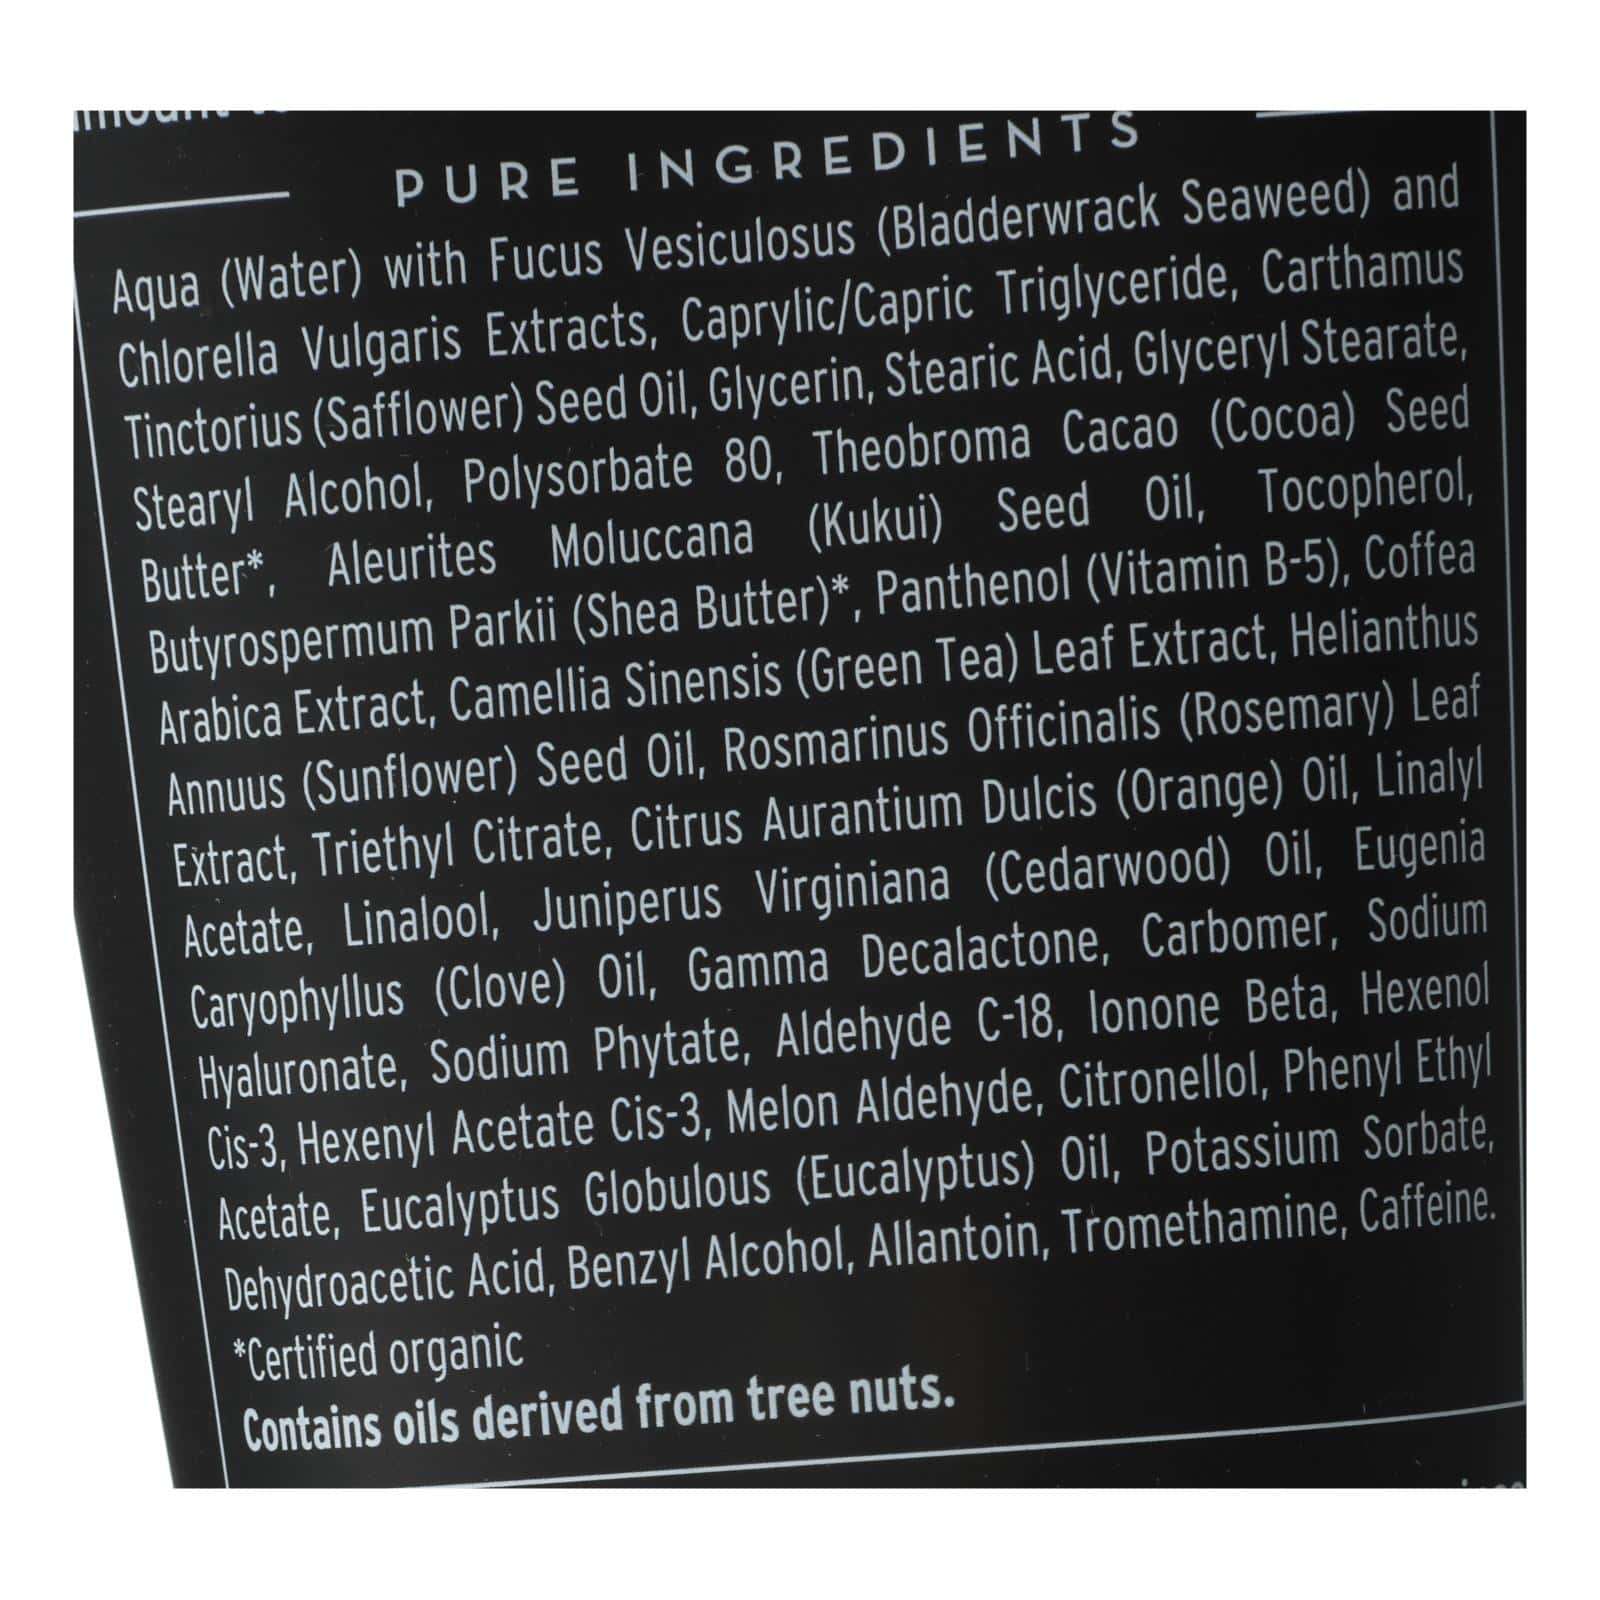 PURE INGREDIENTS
Aqua (Water) with Fucus Vesiculosus (Bladderwrack Seaweed) and
Chlorella Vulgaris Extracts, Caprylic/Capric Triglyceride, Carthamus
Tinctorius (Safflower) Seed Oil, Glycerin, Stearic Acid, Glyceryl Stearate,
Stearyl Alcohol, Polysorbate 80, Theobroma Cacao (Cocoa) Seed
Butter*, Aleurites Moluccana (Kukui) Seed Oil, Tocopherol,
Butyrospermum Parkii (Shea Butter)*, Panthenol (Vitamin B-5), Coffea
Arabica Extract, Camellia Sinensis (Green Tea) Leaf Extract, Helianthus
Annuus (Sunflower) Seed Oil, Rosmarinus Officinalis (Rosemary) Leaf
Extract, Triethyl Citrate, Citrus Aurantium Dulcis (Orange) Oil, Linalyl
Acetate, Linalool, Juniperus Virginiana (Cedarwood) Oil, Eugenia
Caryophyllus (Clove) Oil, Gamma Decalactone, Carbomer, Sodium
Hyaluronate, Sodium Phytate, Aldehyde C-18, Ionone Beta, Hexenol
Cis-3, Hexenyl Acetate Cis-3, Melon Aldehyde, Citronellol, Phenyl Ethyl
Acetate, Eucalyptus Globulous (Eucalyptus) Oil, Potassium Sorbate,
Dehydroacetic Acid, Benzyl Alcohol, Allantoin, Tromethamine, Caffeine.
*Certified organic
Contains oils derived from tree nuts.